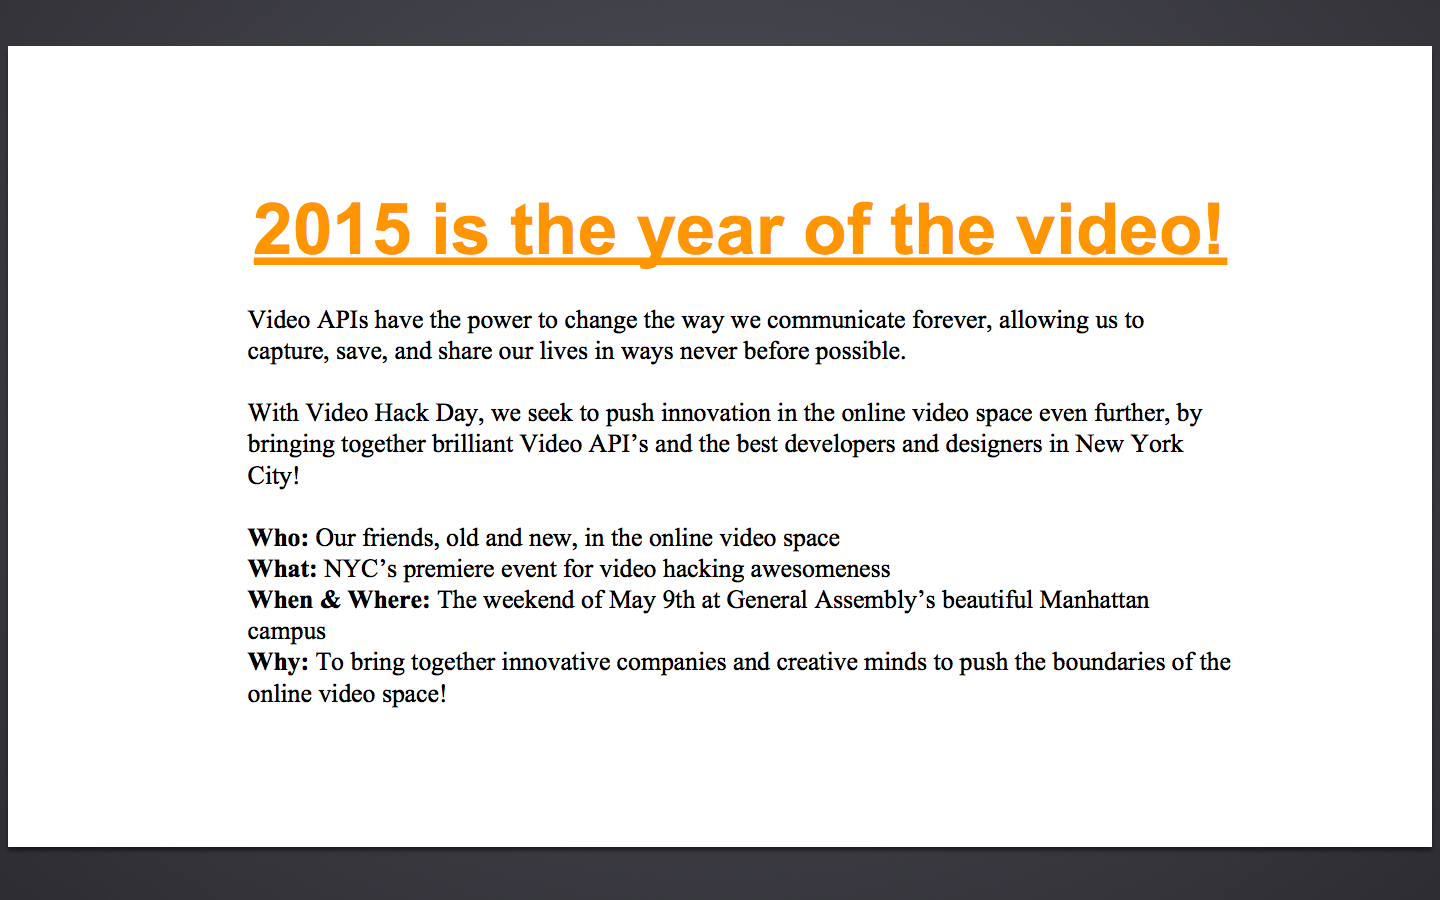 2015 is the year of the video!
Video APIs have the power to change the way we communicate forever, allowing us to
capture, save, and share our lives in ways never before possible.
With Video Hack Day, we seek to push innovation in the online video space even further, by
bringing together brilliant Video API’s and the best developers and designers in New York
City!
Who: Our friends, old and new, in the online video space
What: NYC’s premiere event for video hacking awesomeness
When & Where: The weekend of May 9th at General Assembly’s beautiful Manhattan
campus
Why: To bring together innovative companies and creative minds to push the boundaries of the
online video space!